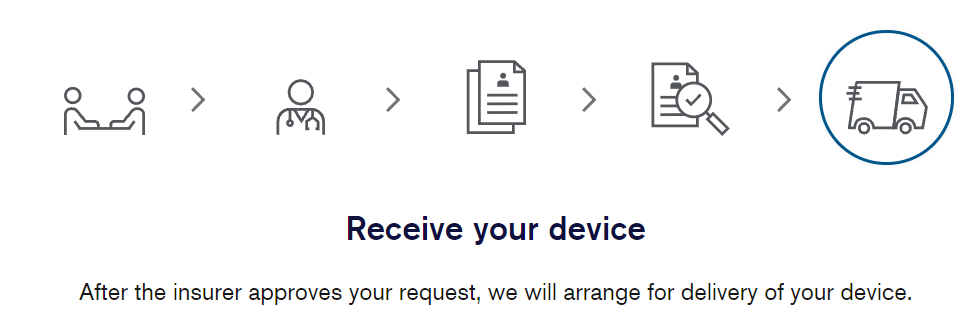 Receive your device
After the insurer approves your request, we will arrange for delivery of your device.